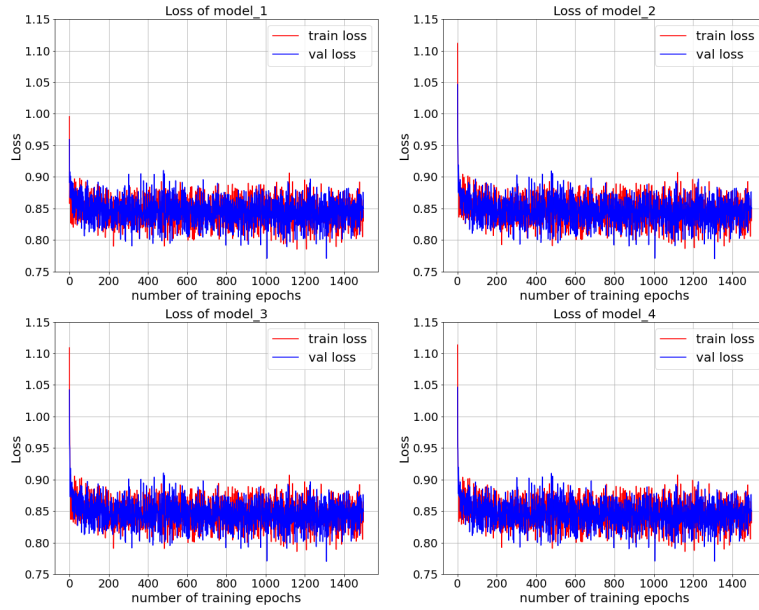 Loss of model_1
1.15
1.10
1.05
1.00
0.95
0.90
0.85
0.80
0.75
Loss
train loss
val loss
0 200 400 600 800 1000 1200 1400
number of training epochs
Loss of model_2
1.15
1.10
1.05
1.00
0.95
0.90
0.85
0.80
0.75
Loss
train loss
val loss
0 200 400 600 800 1000 1200 1400
number of training epochs
Loss of model_3
1.15
1.10
1.05
1.00
0.95
0.90
0.85
0.80
0.75
Loss
train loss
val loss
0 200 400 600 800 1000 1200 1400
number of training epochs
Loss of model_4
1.15
1.10
1.05
1.00
0.95
0.90
0.85
0.80
0.75
Loss
train loss
val loss
0 200 400 600 800 1000 1200 1400
number of training epochs